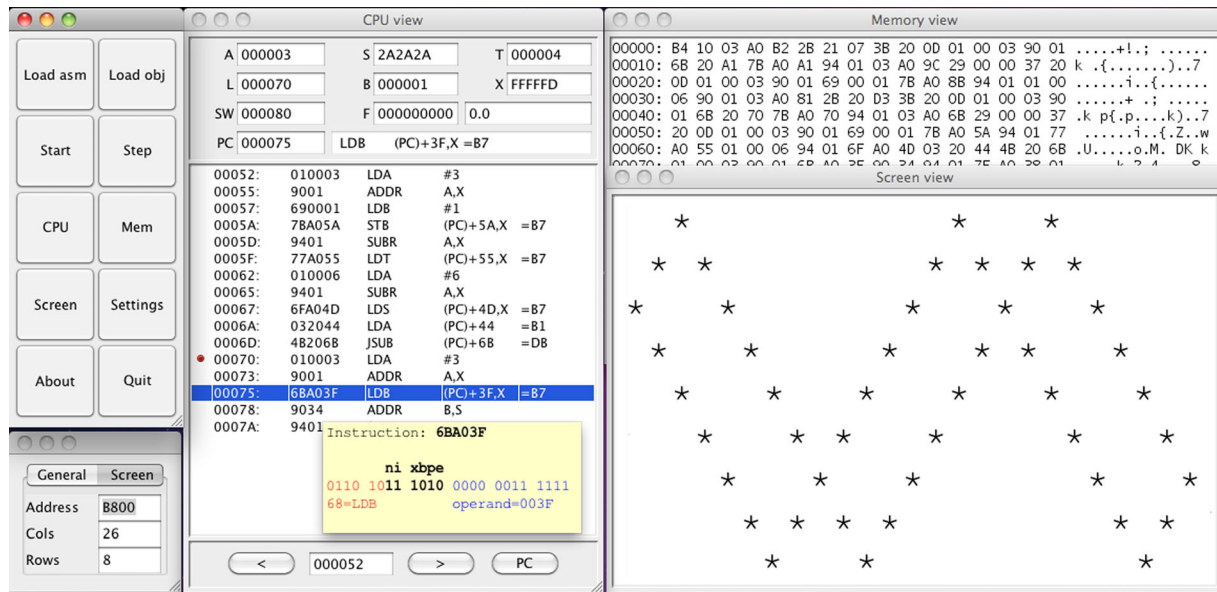 CPU view
Memory view
Load asm
Load obj
Start
Step
CPU
Mem
Screen
Settings
About
Quit
General
Screen
Address
B800
Cols
26
Rows
8
A 000003 S 2A2A2A T 000004
L 000070 B 000001 X FFFFFD
SW 000080 F 000000000 0.0
PC 000075 LDB (PC)+3F,X =B7
00052: 010003 LDA #3
00055: 9001 ADDR A,X
00057: 690001 LDB #1
0005A: 7BA05A STB (PC)+5A,X =B7
0005D: 9401 SUBR A,X
0005F: 77A055 LDT (PC)+55,X =B7
00062: 010006 LDA #6
00065: 9401 SUBR A,X
00067: 6FA04D LDS (PC)+4D,X =B7
0006A: 032044 LDA (PC)+44 =B1
0006D: 4B206B JSUB (PC)+6B =DB
00070: 010003 LDA #3
00073: 9001 ADDR A,X
00075: 6BA03F LDB (PC)+3F,X =B7
00078: 9034 ADDR B,S
0007A: 9401
Instruction: 6BA03F
ni xbpe
0110 1011 1010 0000 0011 1111
68=LDB operand=003F
< 000052 > PC
00000: B4 10 03 A0 B2 2B 21 07 3B 20 0D 01 00 03 90 01 .....+!.; ......
00010: 6B 20 A1 7B A0 A1 94 01 03 A0 9C 29 00 00 37 20 k .{.......)..7
00020: 0D 01 00 03 90 01 69 00 01 7B A0 8B 94 01 01 00 ......i..{......
00030: 06 90 01 03 A0 81 2B 20 D3 3B 20 0D 01 00 03 90 ......+ .; .....
00040: 01 6B 20 70 7B A0 70 94 01 03 A0 6B 29 00 00 37 .k p{.p....k)..7
00050: 20 0D 01 00 03 90 01 69 00 01 7B A0 5A 94 01 77 ......i..{.Z..w
00060: A0 55 01 00 06 94 01 6F A0 4D 03 20 44 4B 20 6B .U.....o.M. DK k
Screen view
* * *
* * * * * *
* * * * *
* * * * * *
* * * * * *
* * * * * *
* * * * *
* * * * * *
* * *